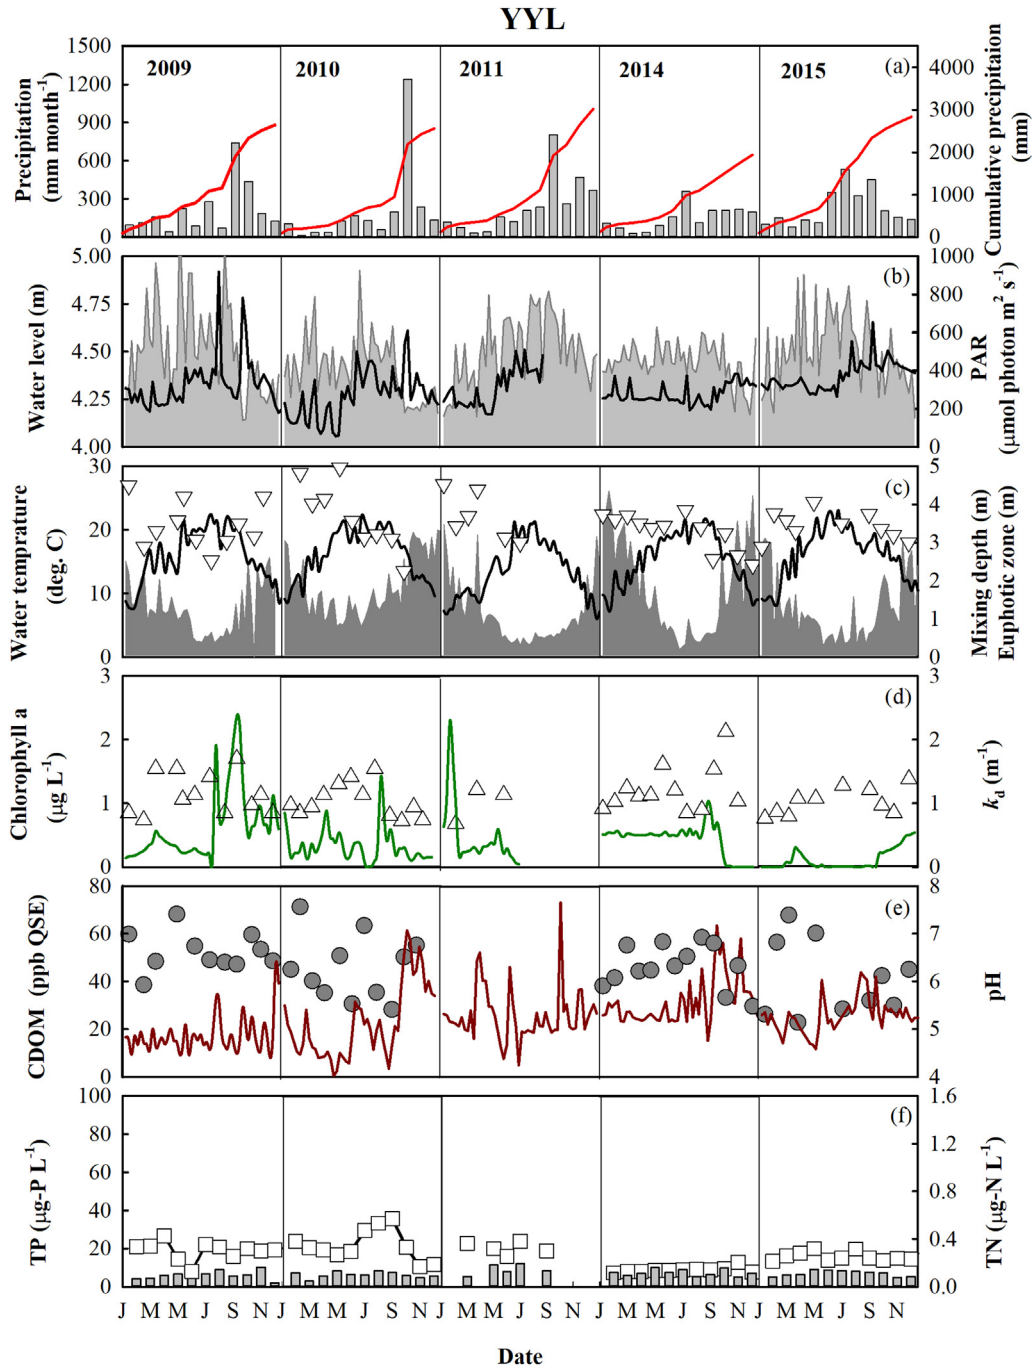 YYL
Precipitation
(mm month-1)
1500
1200
900
600
300
0
2009
2010
2011
2014
2015
(a)
4000
3000
2000
1000
0
Cumulative precipitaion
(mm)
Water level (m)
5.00
4.75
4.50
4.25
4.00
(b)
1000
800
600
400
200
0
PAR
(μmol photon m2 s-1)
Water temprature
(deg. C)
30
20
10
0
(c)
5
4
3
2
1
0
Mixing depth (m)
Euphotic zone (m)
Chlorophyll a
(μg L-1)
3
2
1
0
(d)
3
2
1
0
kd (m-1)
CDOM (ppb QSE)
80
60
40
20
0
(e)
8
7
6
5
4
pH
TP (μg-P L-1)
100
80
60
40
20
0
(f)
1.6
1.2
0.8
0.4
0.0
TN (μg-N L-1)
J M M J S N J M M J S N J M M J S N J M M J S N J M M J S N
Date